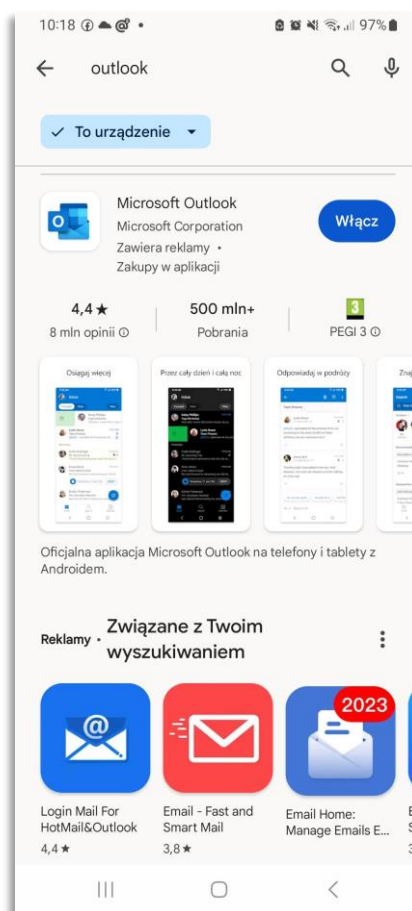 10:18
97%
outlook
To urządzenie
Microsoft Outlook
Microsoft Corporation
Zawiera reklamy •
Zakupy w aplikacji
Włącz
4,4★
8 mln opinii
500 mln+
Pobrania
3
PEGI 3
Osiągaj więcej
Przez cały dzień i całą noc
Odpowiadaj w podróży
Oficjalna aplikacja Microsoft Outlook na telefony i tablety z
Androidem.
Reklamy •
Związane z Twoim
wyszukiwaniem
2023
Login Mail For
HotMail&Outlook
4,4★
Email - Fast and
Smart Mail
3,8★
Email Home:
Manage Emails E...